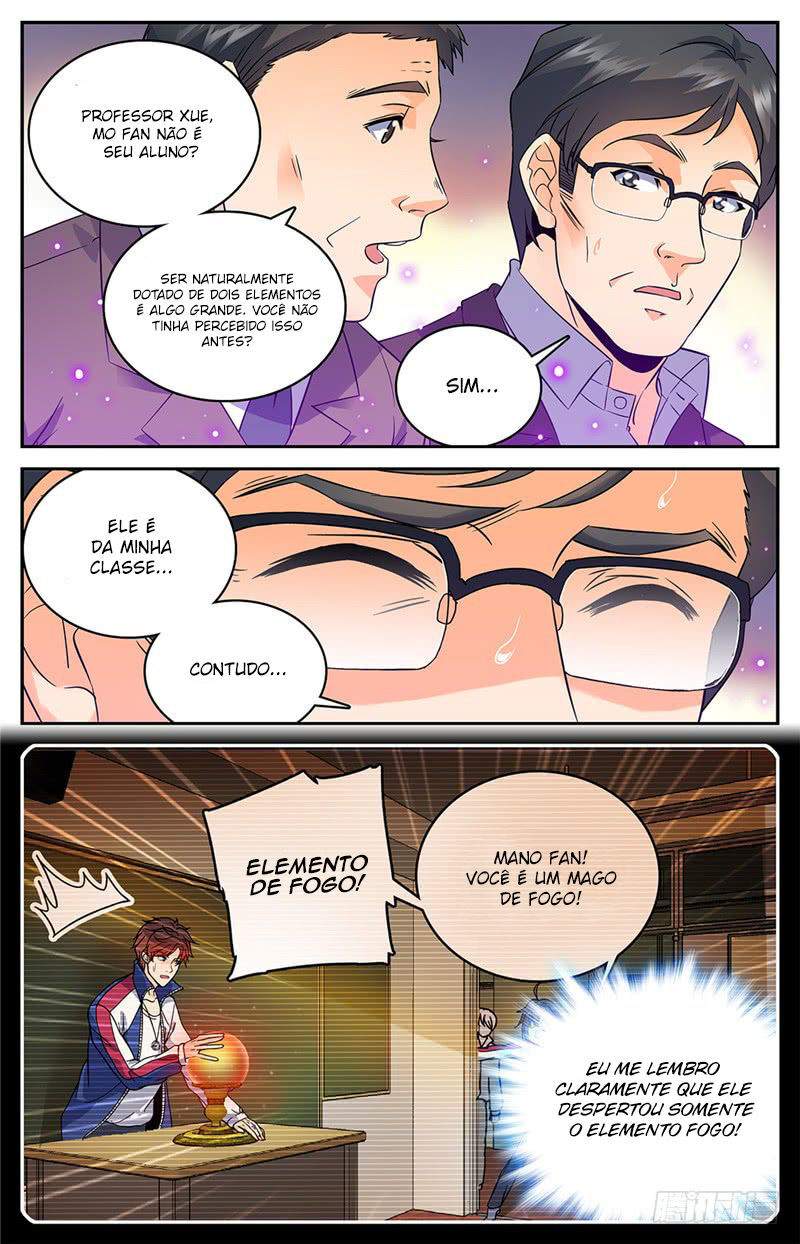 PROFESSOR XUE,
MO FAN NÃO É
SEU ALUNO?
SER NATURALMENTE
DOTADO DE DOIS ELEMENTOS
É ALGO GRANDE. VOCÊ NÃO
TINHA PERCEBIDO ISSO
ANTES?
SIM...
ELE É
DA MINHA
CLASSE...
CONTUDO...
ELEMENTO
DE FOGO!
MANO FAN!
VOCÊ É UM MAGO
DE FOGO!
EU ME LEMBRO
CLARAMENTE QUE ELE
DESPERTOU SOMENTE
O ELEMENTO FOGO!